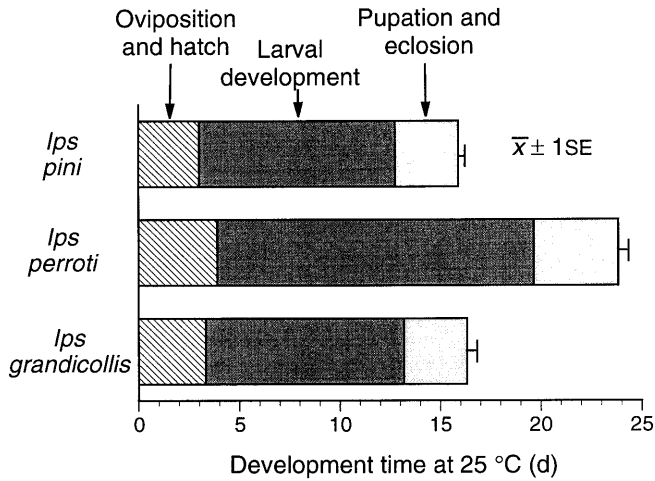 Oviposition
and hatch
Larval
development
Pupation and
eclosion
Ips
pini
x̅ ± 1SE
Ips
perroti
Ips
grandicollis
0 5 10 15 20 25
Development time at 25 °C (d)